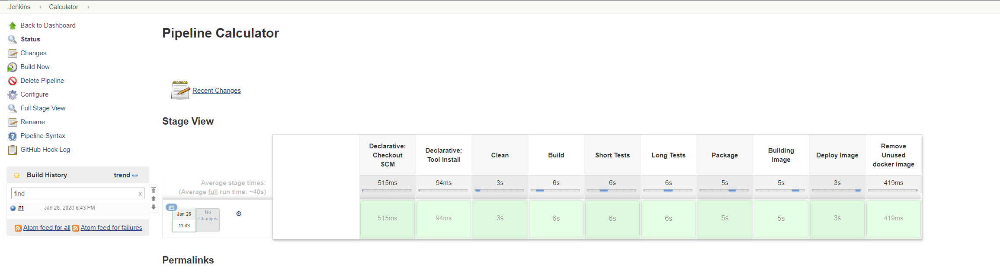 Jenkins Calculator
Back to Dashboard
Status
Changes
Build Now
Delete Pipeline
Configure
Full Stage View
Rename
Pipeline Syntax
GitHub Hook Log
Build History trend
find x
#1 Jan 28, 2020 6:43 PM
Atom feed for all Atom feed for failures
Pipeline Calculator
Recent Changes
Stage View
Declarative:
Checkout
SCM
Declarative:
Tool Install
Clean
Build
Short Tests
Long Tests
Package
Building
image
Deploy Image
Remove
Unused
docker image
Average stage times:
(Average full run time: ~40s)
515ms 94ms 3s 6s 6s 6s 5s 5s 3s 419ms
#1
Jan 28
11:43
No
Changes
515ms 94ms 3s 6s 6s 6s 5s 5s 3s 419ms
Permalinks